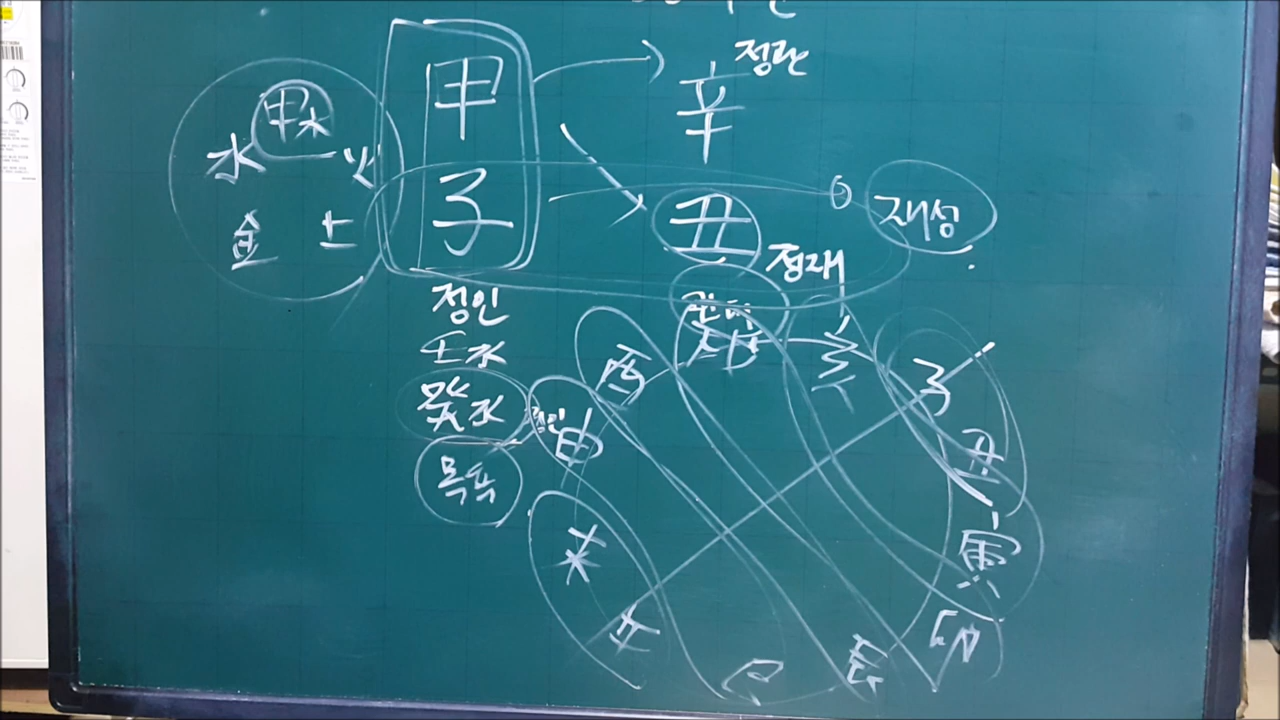 甲
子
정관
辛
甲木
水 火
金 土
丑
재성
정재
정인
壬水
癸水
목욕
申
酉
亥
子
丑
寅
卯
辰
巳
午
未